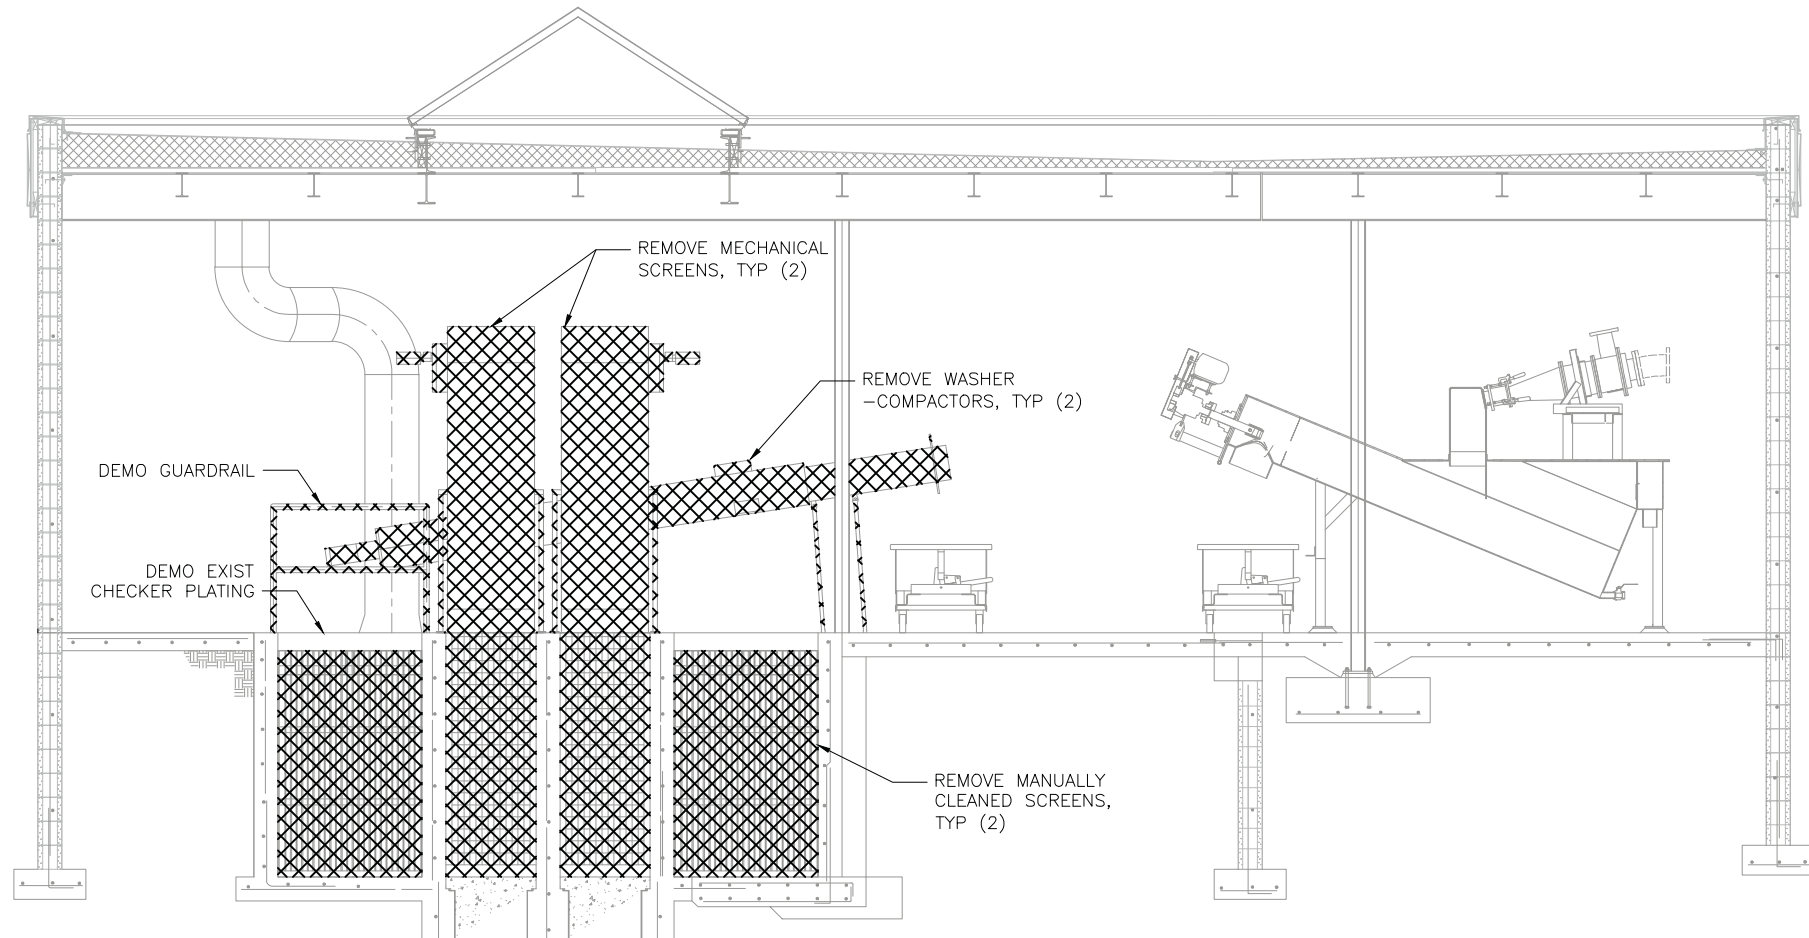 REMOVE MECHANICAL
SCREENS, TYP (2)
REMOVE WASHER
-COMPACTORS, TYP (2)
DEMO GUARDRAIL
DEMO EXIST
CHECKER PLATING
REMOVE MANUALLY
CLEANED SCREENS,
TYP (2)